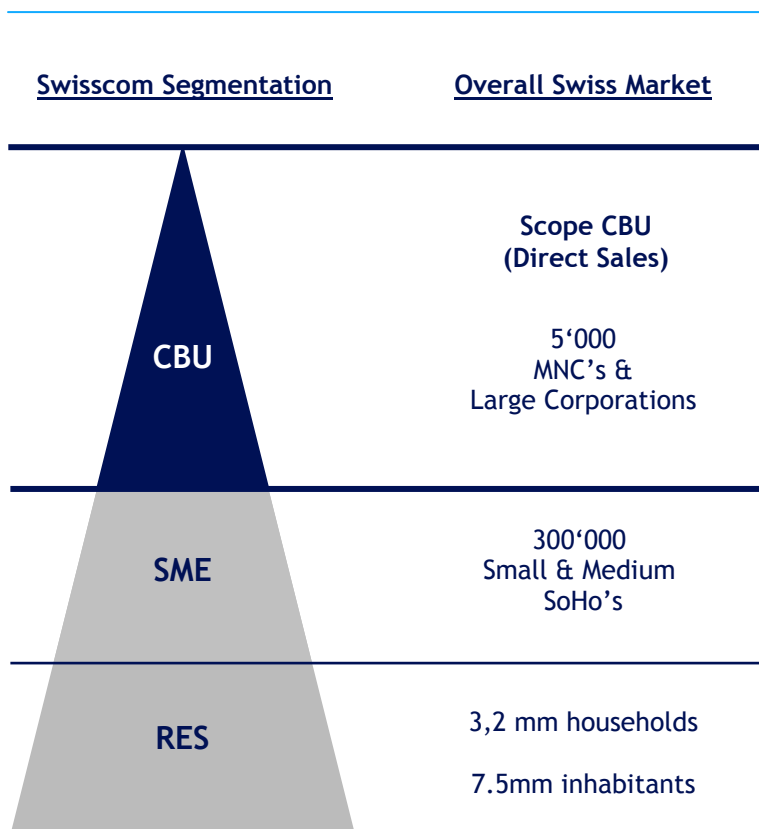 Swisscom Segmentation
Overall Swiss Market
Scope CBU
(Direct Sales)
CBU
5‘000
MNC’s &
Large Corporations
SME
300‘000
Small & Medium
SoHo’s
RES
3,2 mm households
7.5mm inhabitants